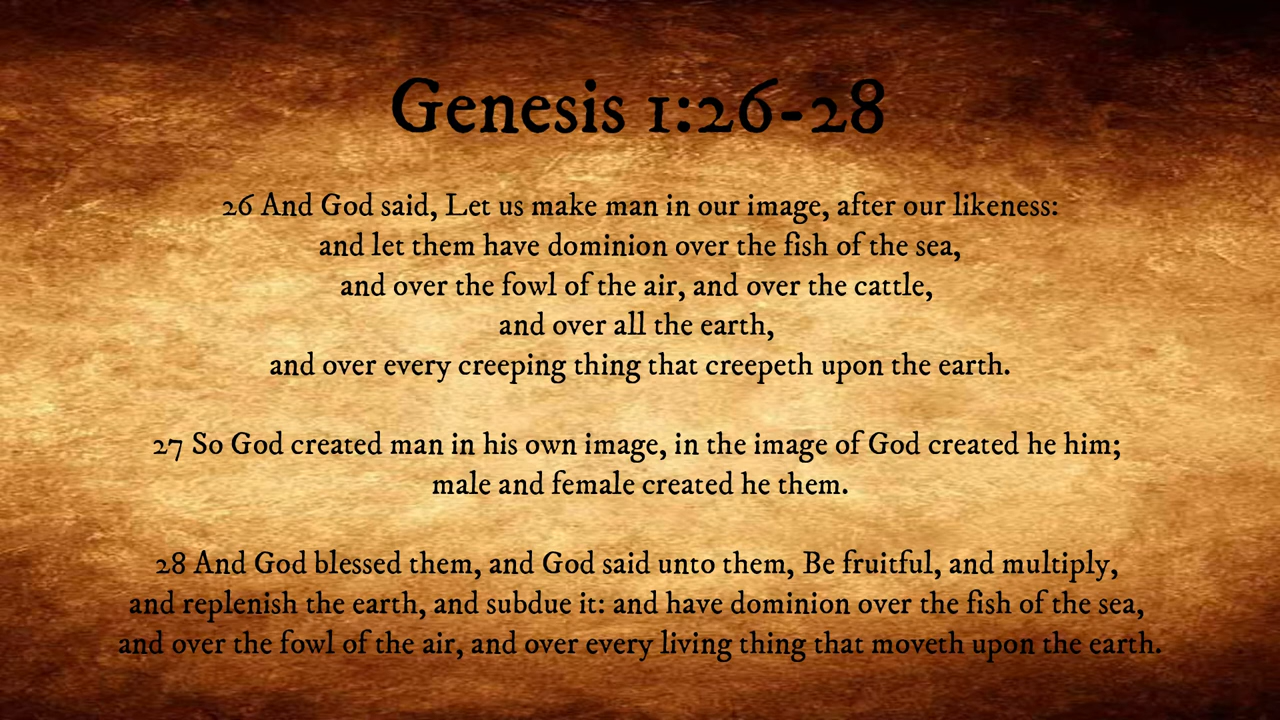 Genesis 1:26-28
26 And God said, Let us make man in our image, after our likeness:
and let them have dominion over the fish of the sea,
and over the fowl of the air, and over the cattle,
and over all the earth,
and over every creeping thing that creepeth upon the earth.
27 So God created man in his own image, in the image of God created he him;
male and female created he them.
28 And God blessed them, and God said unto them, Be fruitful, and multiply,
and replenish the earth, and subdue it: and have dominion over the fish of the sea,
and over the fowl of the air, and over every living thing that moveth upon the earth.